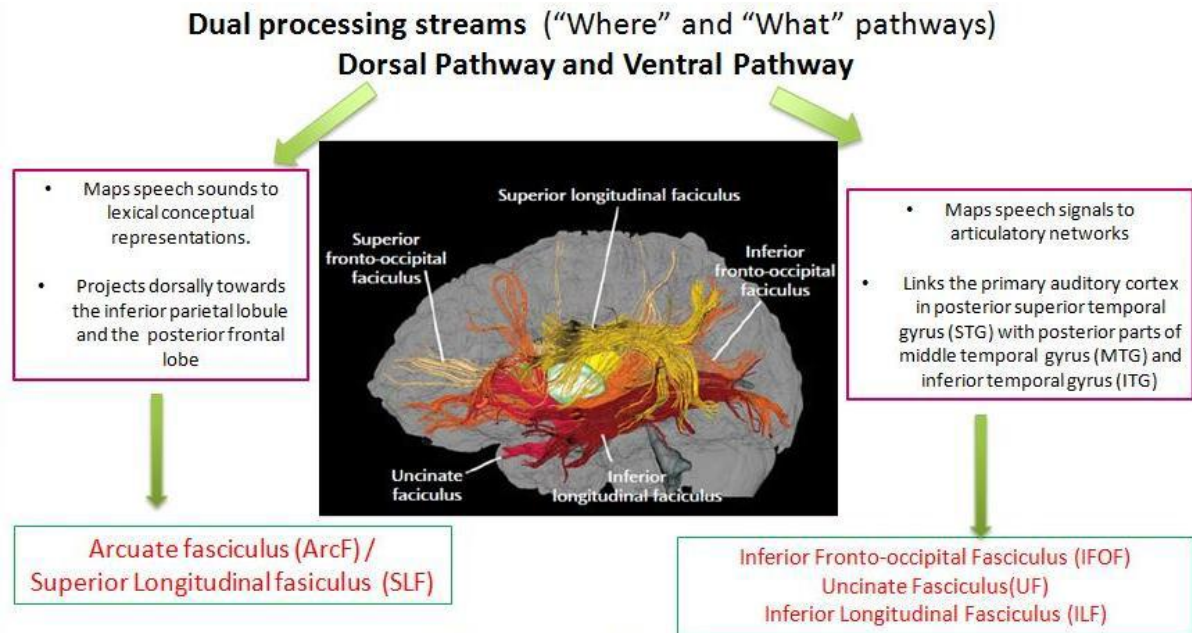 Dual processing streams (“Where” and “What” pathways)
Dorsal Pathway and Ventral Pathway
• Maps speech sounds to
lexical conceptual
representations.
• Projects dorsally towards
the inferior parietal lobule
and the posterior frontal
lobe
Superior longitudinal faciculus
Superior
fronto-occipital
faciculus
Inferior
fronto-occipital
faciculus
Uncinate
faciculus
Inferior
longitudinal faciculus
• Maps speech signals to
articulatory networks
• Links the primary auditory cortex
in posterior superior temporal
gyrus (STG) with posterior parts of
middle temporal gyrus (MTG) and
inferior temporal gyrus (ITG)
Arcuate fasciculus (ArcF) /
Superior Longitudinal fasiculus (SLF)
Inferior Fronto-occipital Fasciculus (IFOF)
Uncinate Fasciculus(UF)
Inferior Longitudinal Fasciculus (ILF)